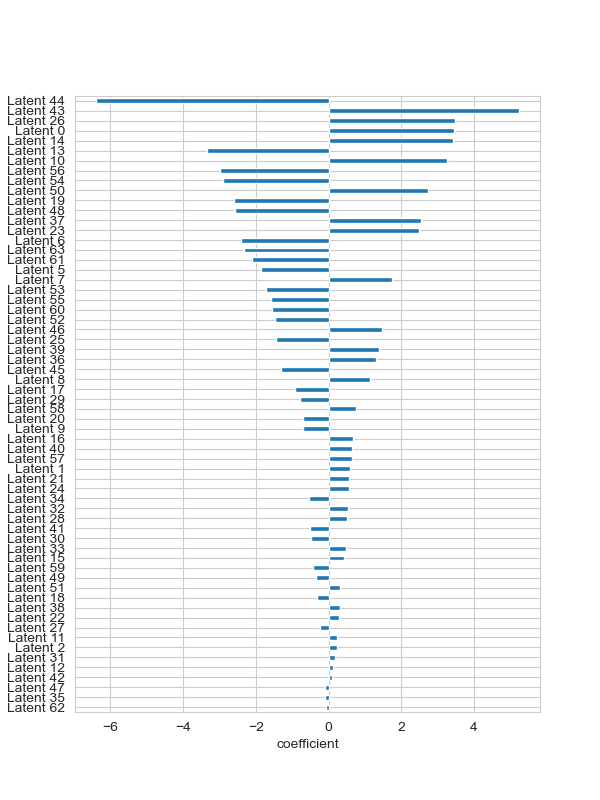 Latent 44
Latent 43
Latent 26
Latent 0
Latent 14
Latent 13
Latent 10
Latent 56
Latent 54
Latent 50
Latent 19
Latent 48
Latent 37
Latent 23
Latent 6
Latent 63
Latent 61
Latent 5
Latent 7
Latent 53
Latent 55
Latent 60
Latent 52
Latent 46
Latent 25
Latent 39
Latent 36
Latent 45
Latent 8
Latent 17
Latent 29
Latent 58
Latent 20
Latent 9
Latent 16
Latent 40
Latent 57
Latent 1
Latent 21
Latent 24
Latent 34
Latent 32
Latent 28
Latent 41
Latent 30
Latent 33
Latent 15
Latent 59
Latent 49
Latent 51
Latent 18
Latent 38
Latent 22
Latent 27
Latent 11
Latent 2
Latent 31
Latent 12
Latent 42
Latent 47
Latent 35
Latent 62
−6 −4 −2 0 2 4
coefficient